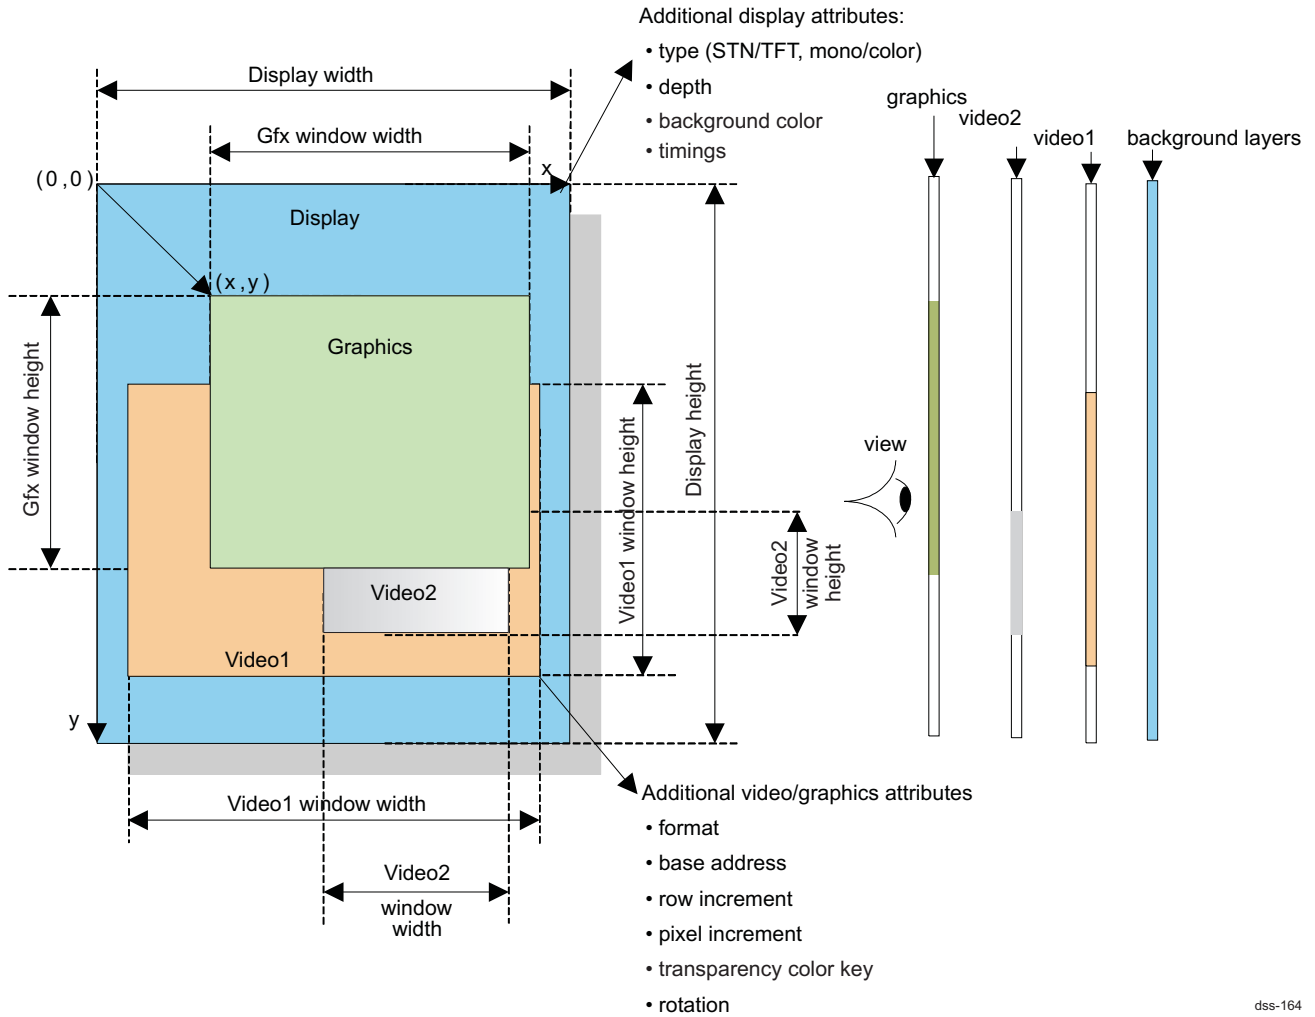 Additional display attributes:
• type (STN/TFT, mono/color)
• depth
• background color
• timings
Display width
Gfx window width
graphics
video2
video1
background layers
x
(0,0)
Display
(x,y)
Graphics
Gfx window height
Display height
Video1 window height
view
Video2
window
height
Video2
Video1
y
Video1 window width
Additional video/graphics attributes
• format
• base address
• row increment
• pixel increment
• transparency color key
• rotation
Video2
window
width
dss-164